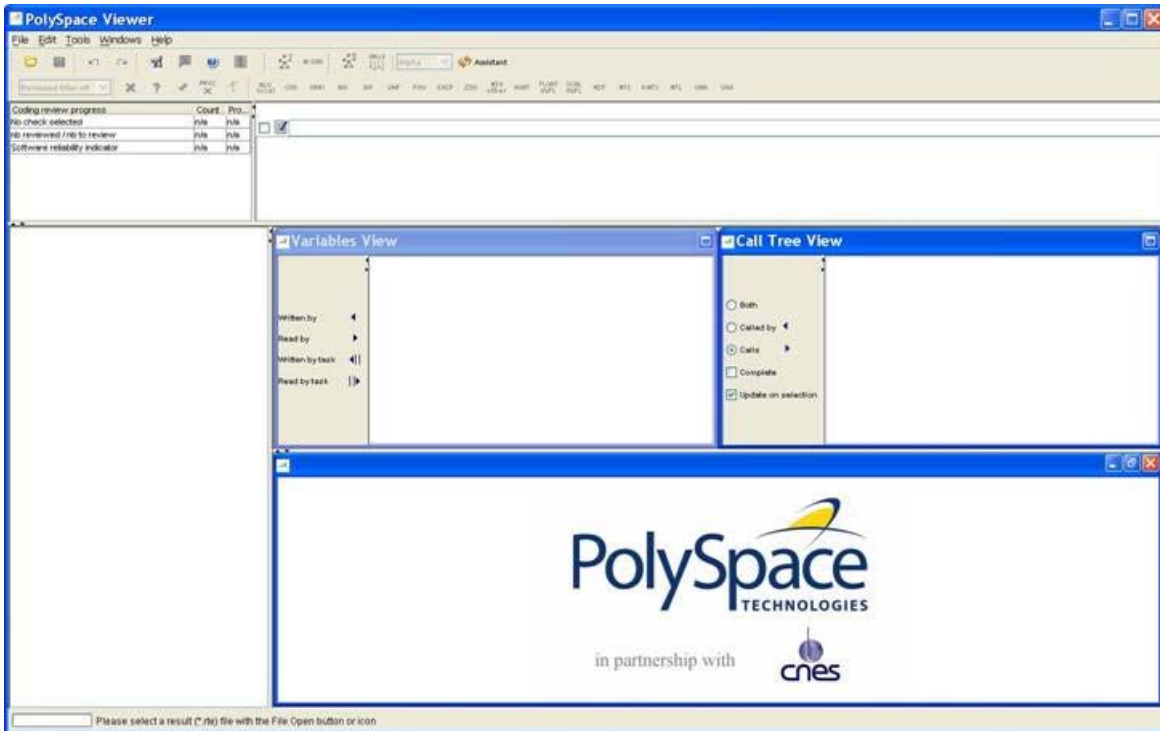 PolySpace Viewer
File Edit Tools Windows Help
Alpha Assistant
Coding review progress Count Pro...
No check selected n/a n/a
nb reviewed / nb to review n/a n/a
Software reliability indicator n/a n/a
Variables View
Written by
Read by
Written by task
Read by task
Call Tree View
Both
Called by
Calls
Complete
Update on selection
PolySpace
TECHNOLOGIES
in partnership with
cnes
Please select a result (*.rte) file with the File Open button or icon